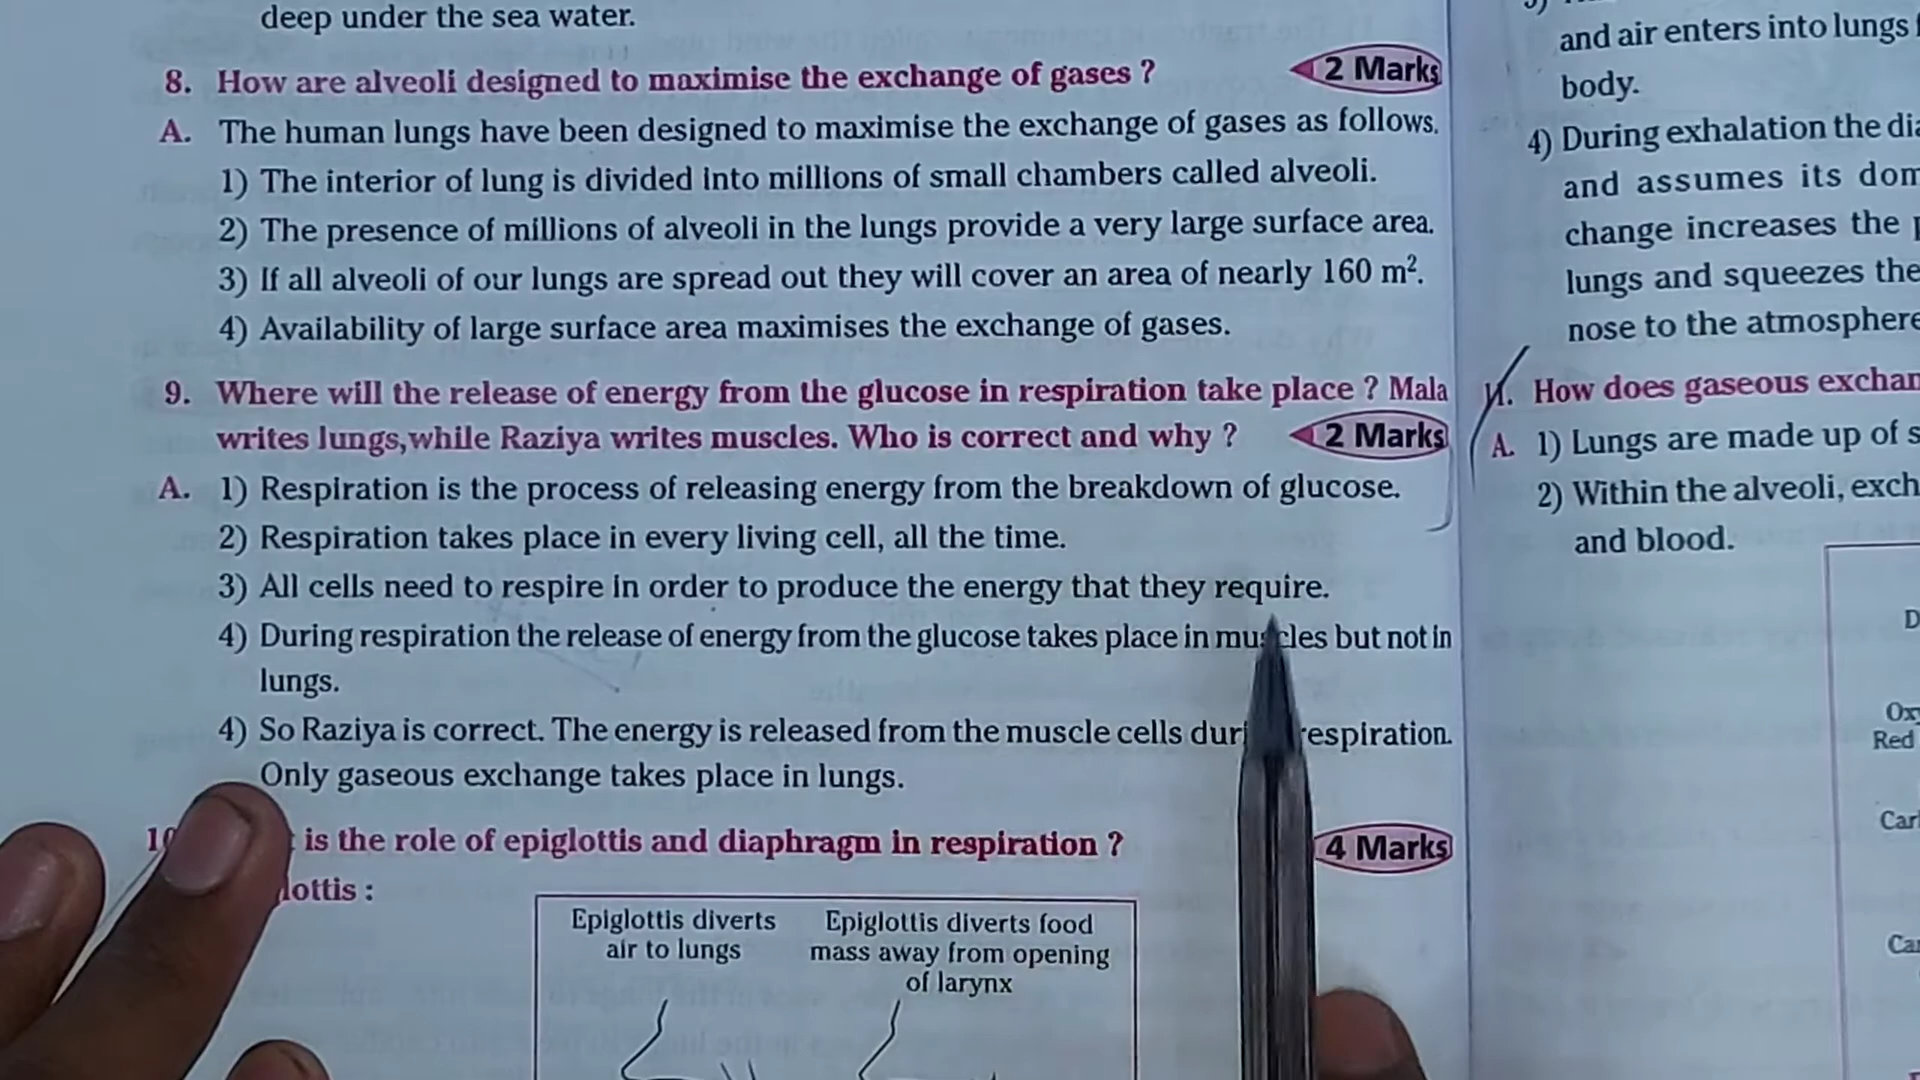 deep under the sea water.
8. How are alveoli designed to maximise the exchange of gases ? 2 Marks
A. The human lungs have been designed to maximise the exchange of gases as follows.
1) The interior of lung is divided into millions of small chambers called alveoli.
2) The presence of millions of alveoli in the lungs provide a very large surface area.
3) If all alveoli of our lungs are spread out they will cover an area of nearly 160 m².
4) Availability of large surface area maximises the exchange of gases.
9. Where will the release of energy from the glucose in respiration take place ? Mala
writes lungs,while Raziya writes muscles. Who is correct and why ? 2 Marks
A. 1) Respiration is the process of releasing energy from the breakdown of glucose.
2) Respiration takes place in every living cell, all the time.
3) All cells need to respire in order to produce the energy that they require.
4) During respiration the release of energy from the glucose takes place in muscles but not in
lungs.
4) So Raziya is correct. The energy is released from the muscle cells respiration.
Only gaseous exchange takes place in lungs.
is the role of epiglottis and diaphragm in respiration ? 4 Marks
lottis :
Epiglottis diverts
air to lungs
Epiglottis diverts food
mass away from opening
of larynx
and air enters into lungs
body.
4) During exhalation the
and assumes its
change increases the
lungs and squeezes the
nose to the atmosphere
How does gaseous
A. 1) Lungs are made up of
2) Within the alveoli,
and blood.
Red